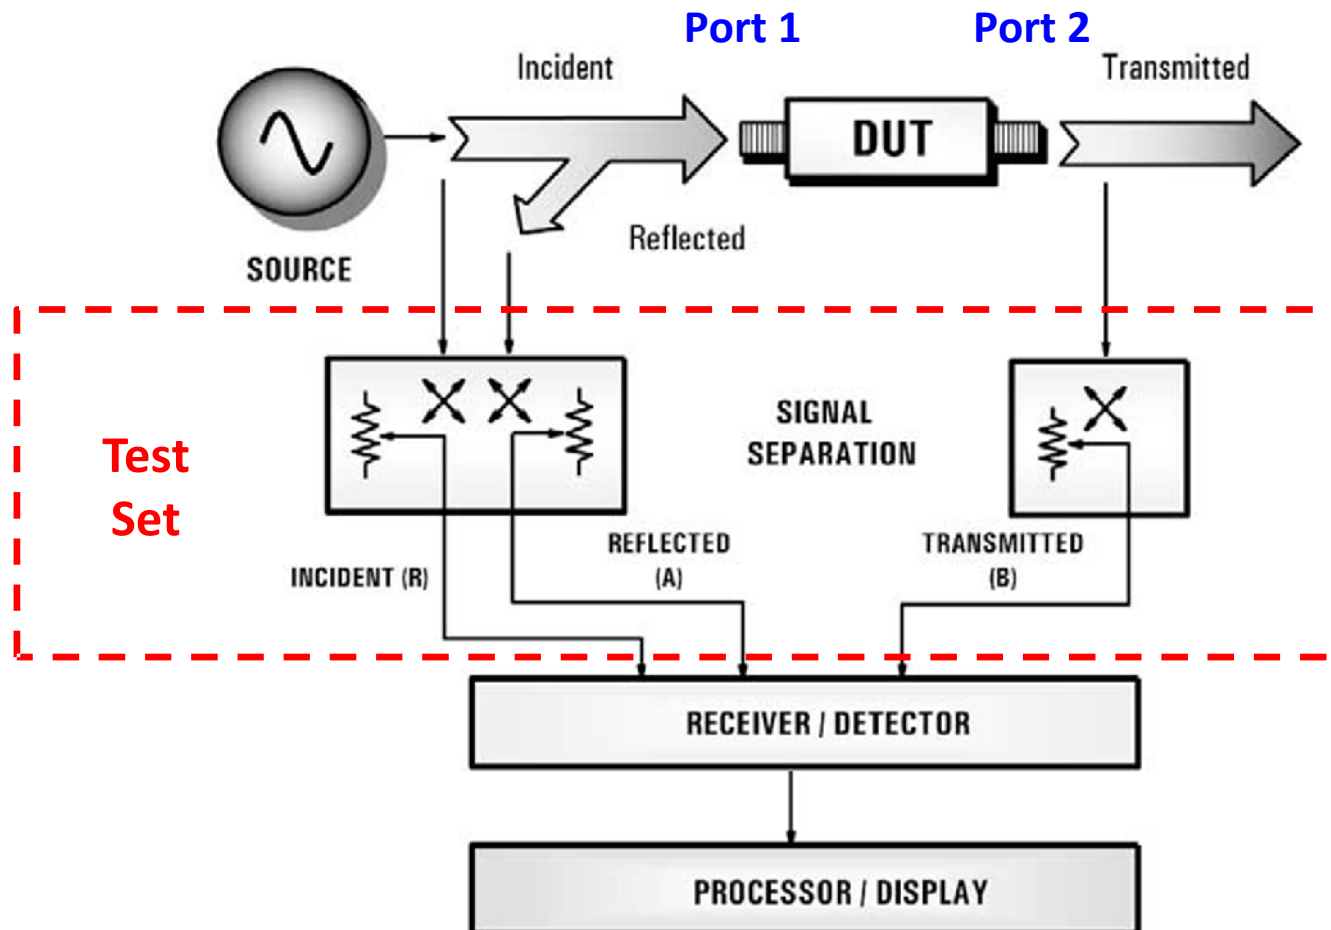 Port 1
Port 2
Incident
Transmitted
DUT
Reflected
SOURCE
Test
Set
SIGNAL
SEPARATION
INCIDENT (R)
REFLECTED
(A)
TRANSMITTED
(B)
RECEIVER / DETECTOR
PROCESSOR / DISPLAY